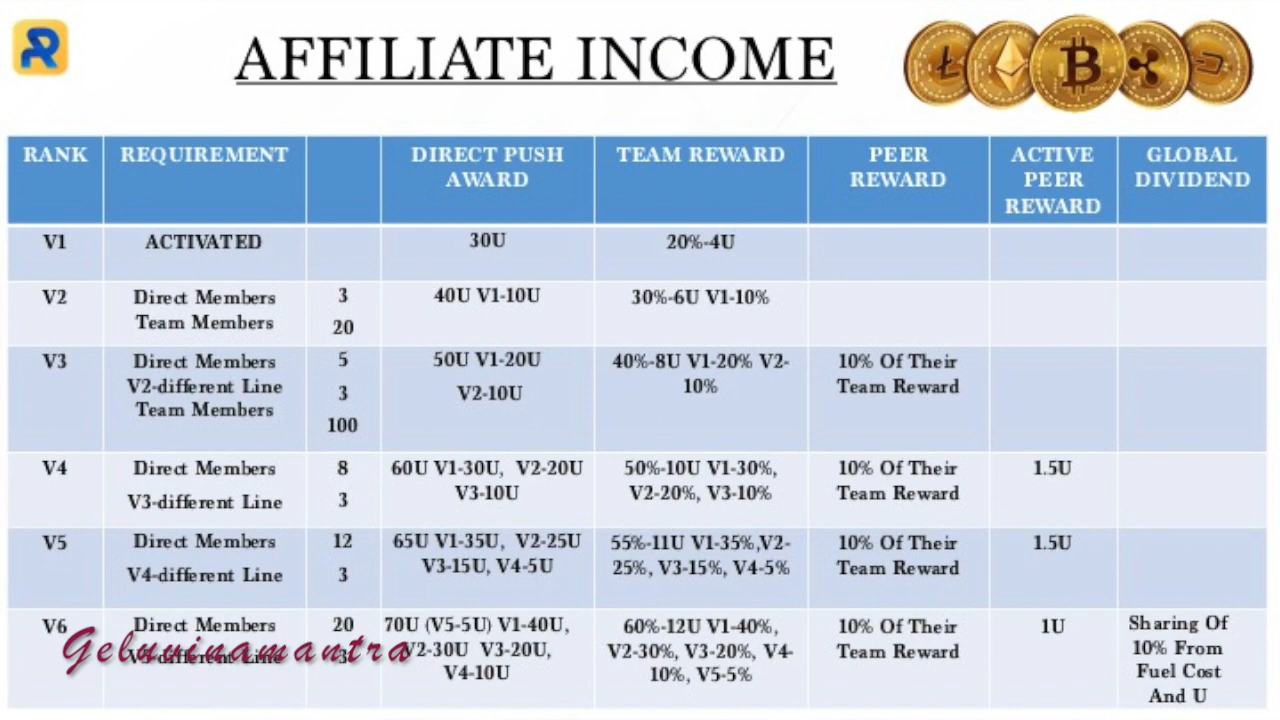 AFFILIATE INCOME
RANK REQUIREMENT DIRECT PUSH AWARD TEAM REWARD PEER REWARD ACTIVE PEER REWARD GLOBAL DIVIDEND
V1 ACTIVATED 30U 20%-4U
V2 Direct Members 3 40U V1-10U 30%-6U V1-10%
Team Members 20
V3 Direct Members 5 50U V1-20U 40%-8U V1-20% V2- 10% Of Their
V2-different Line 3 V2-10U 10% Team Reward
Team Members 100
V4 Direct Members 8 60U V1-30U, V2-20U 50%-10U V1-30%, 10% Of Their 1.5U
V3-different Line 3 V3-10U V2-20%, V3-10% Team Reward
V5 Direct Members 12 65U V1-35U, V2-25U 55%-11U V1-35%,V2- 10% Of Their 1.5U
V4-different Line 3 V3-15U, V4-5U 25%, V3-15%, V4-5% Team Reward
V6 Direct Members 20 70U (V5-5U) V1-40U, 60%-12U V1-40%, 10% Of Their 1U Sharing Of
different Line 3 V2-30U V3-20U, V2-30%, V3-20%, V4- Team Reward 10% From
V4-10U 10%, V5-5% Fuel Cost
And U
Geluvinamantra